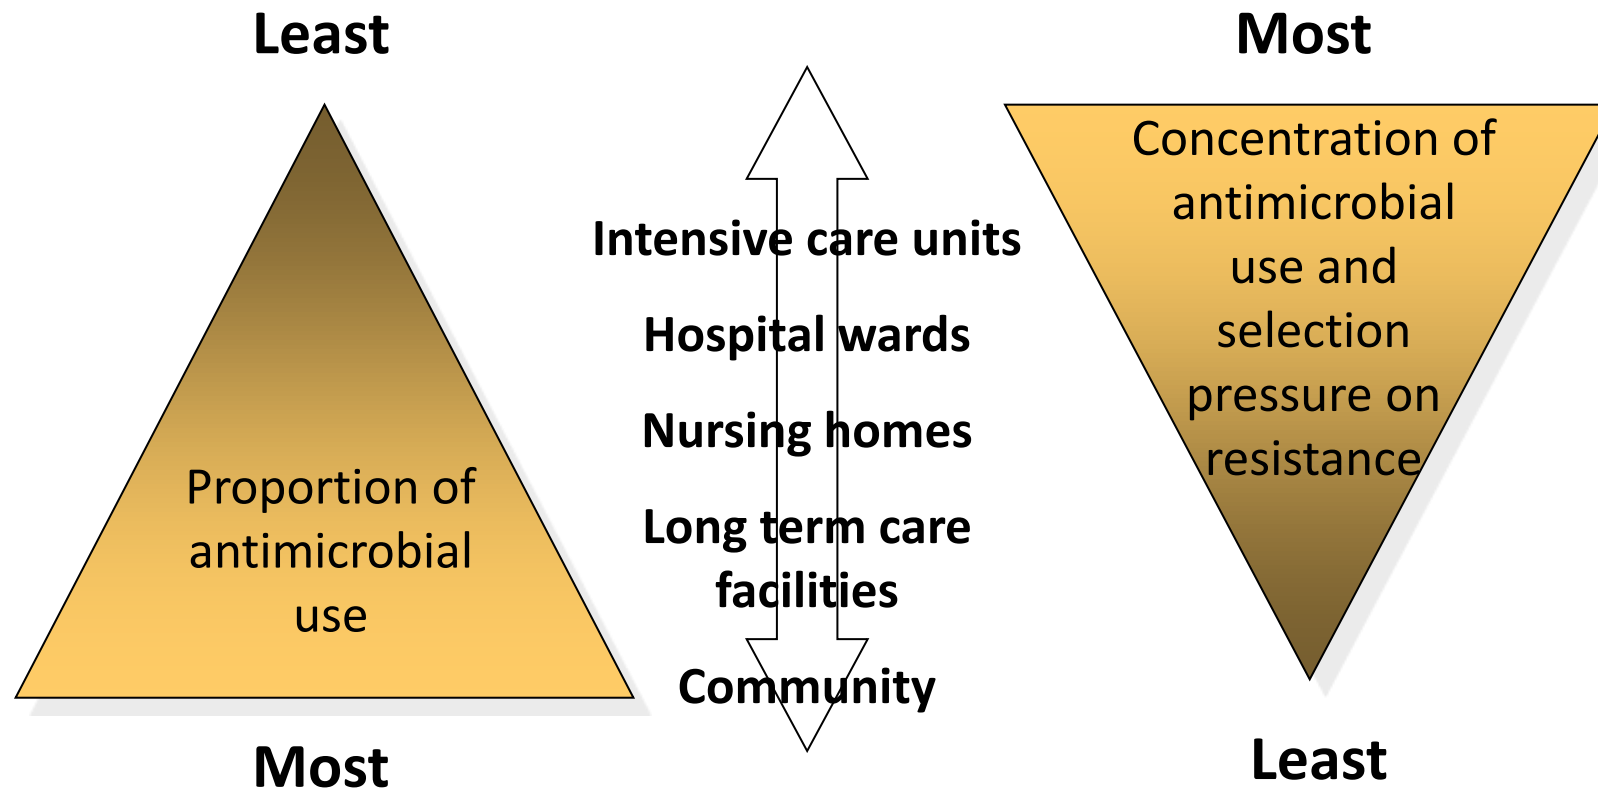 Least
Proportion of
antimicrobial
use
Most
Intensive care units
Hospital wards
Nursing homes
Long term care
facilities
Community
Most
Concentration of
antimicrobial
use and
selection
pressure on
resistance
Least